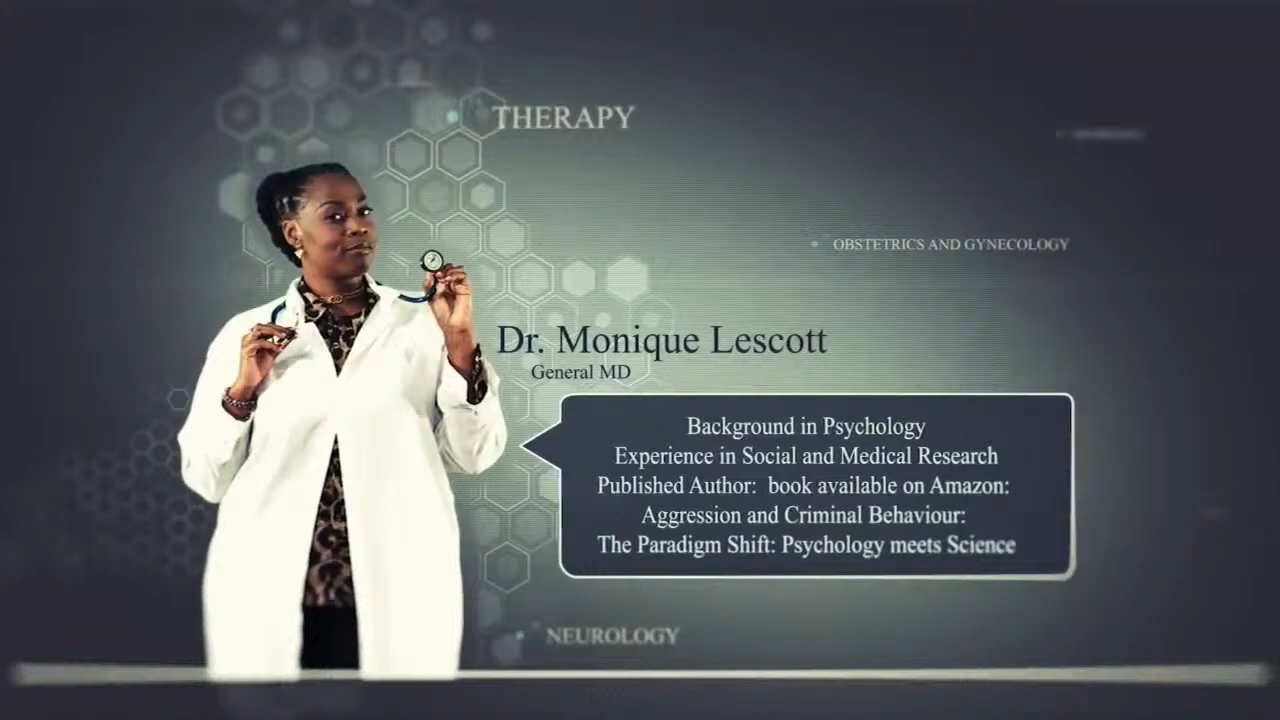 THERAPY
OBSTETRICS AND GYNECOLOGY
Dr. Monique Lescott
General MD
Background in Psychology
Experience in Social and Medical Research
Published Author:  book available on Amazon:
Aggression and Criminal Behaviour:
The Paradigm Shift: Psychology meets Science
NEUROLOGY